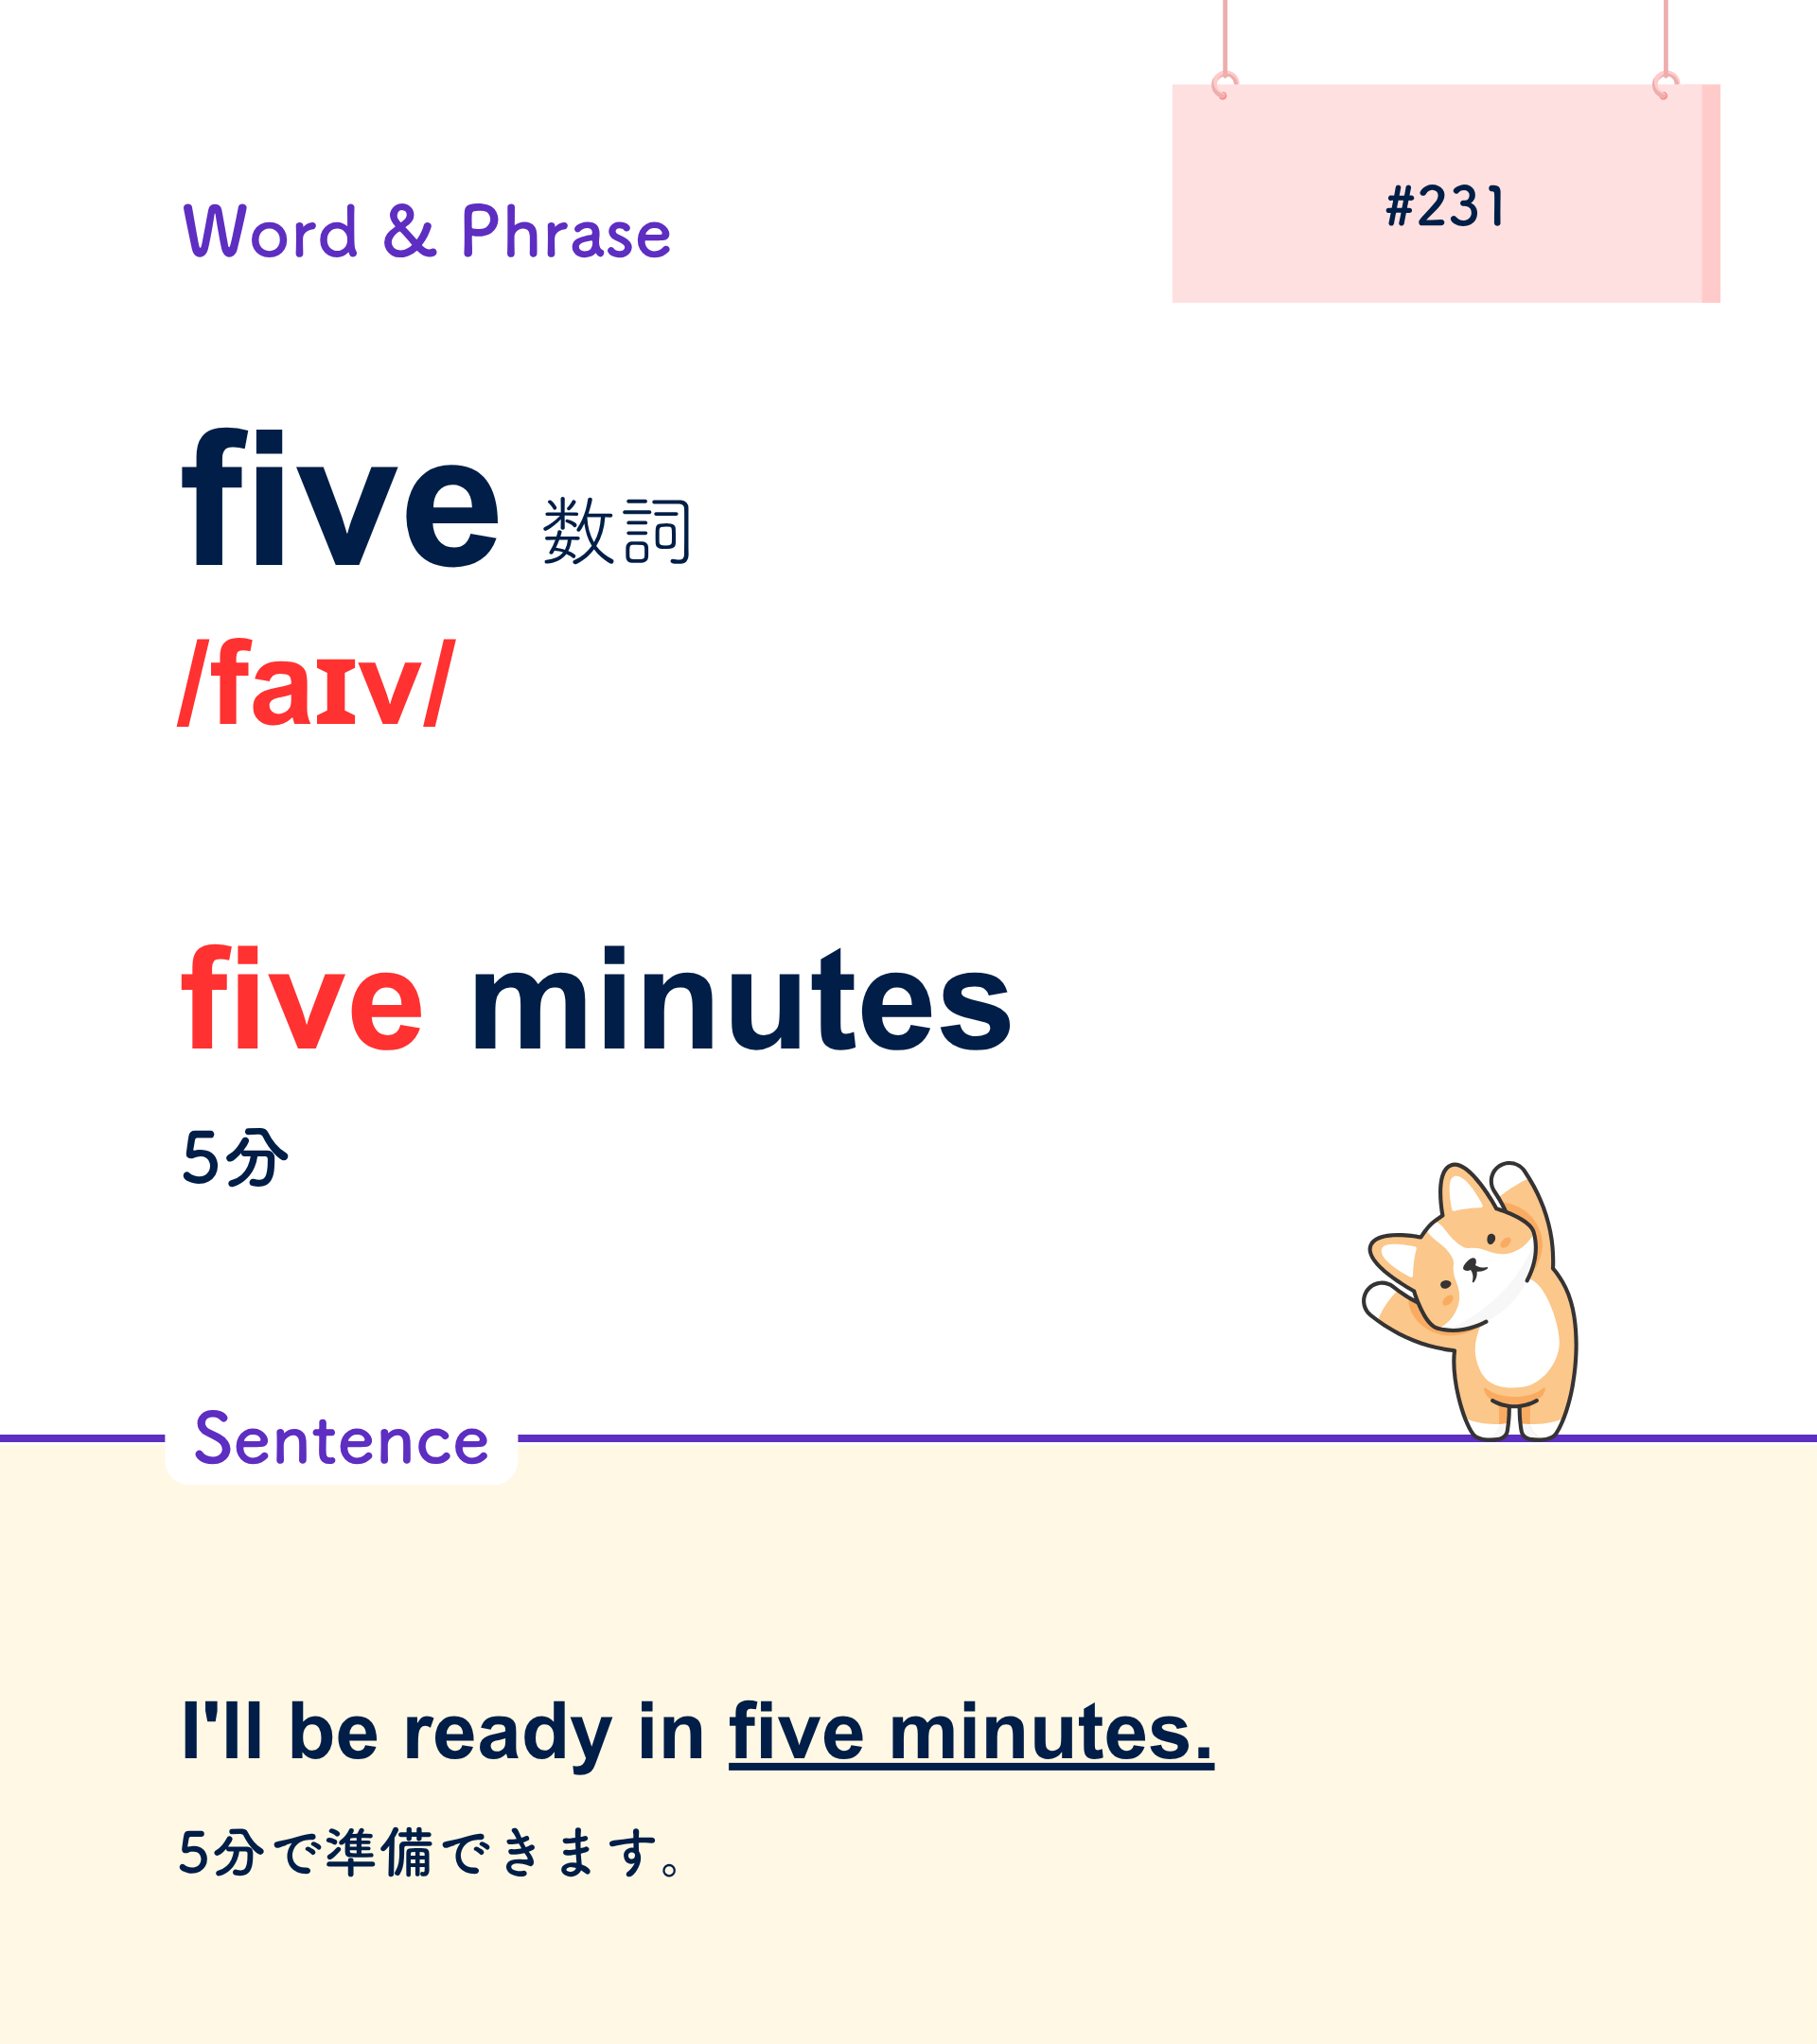 #231
Word & Phrase
five 数詞
/faɪv/
five minutes
5分
Sentence
I'll be ready in five minutes.
5分で準備できます。